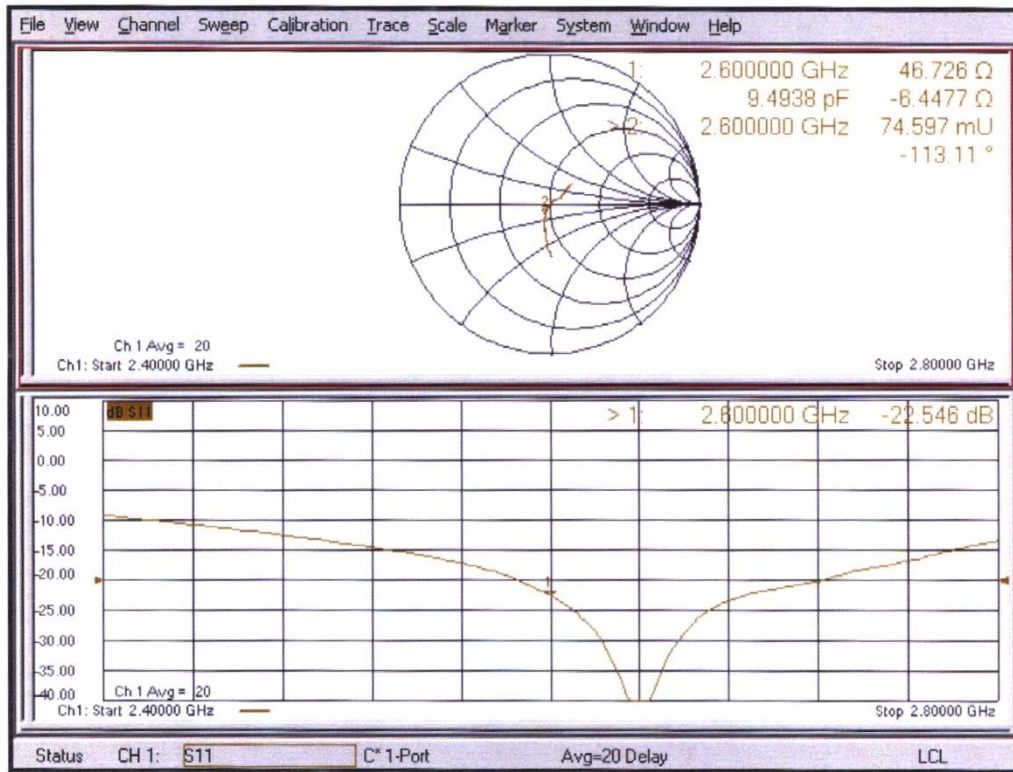 File View Channel Sweep Calibration Trace Scale Marker System Window Help
1: 2.600000 GHz 46.726 Ω
9.4938 pF -6.4477 Ω
> 2: 2.600000 GHz 74.597 mU
-113.11 °
2
Ch 1 Avg = 20
Ch1: Start 2.40000 GHz Stop 2.80000 GHz
10.00 dB S11 > 1: 2.600000 GHz -22.546 dB
5.00
0.00
-5.00
-10.00
-15.00
-20.00 1
-25.00
-30.00
-35.00
-40.00 Ch 1 Avg = 20
Ch1: Start 2.40000 GHz Stop 2.80000 GHz
Status CH 1: S11 C* 1-Port Avg=20 Delay LCL